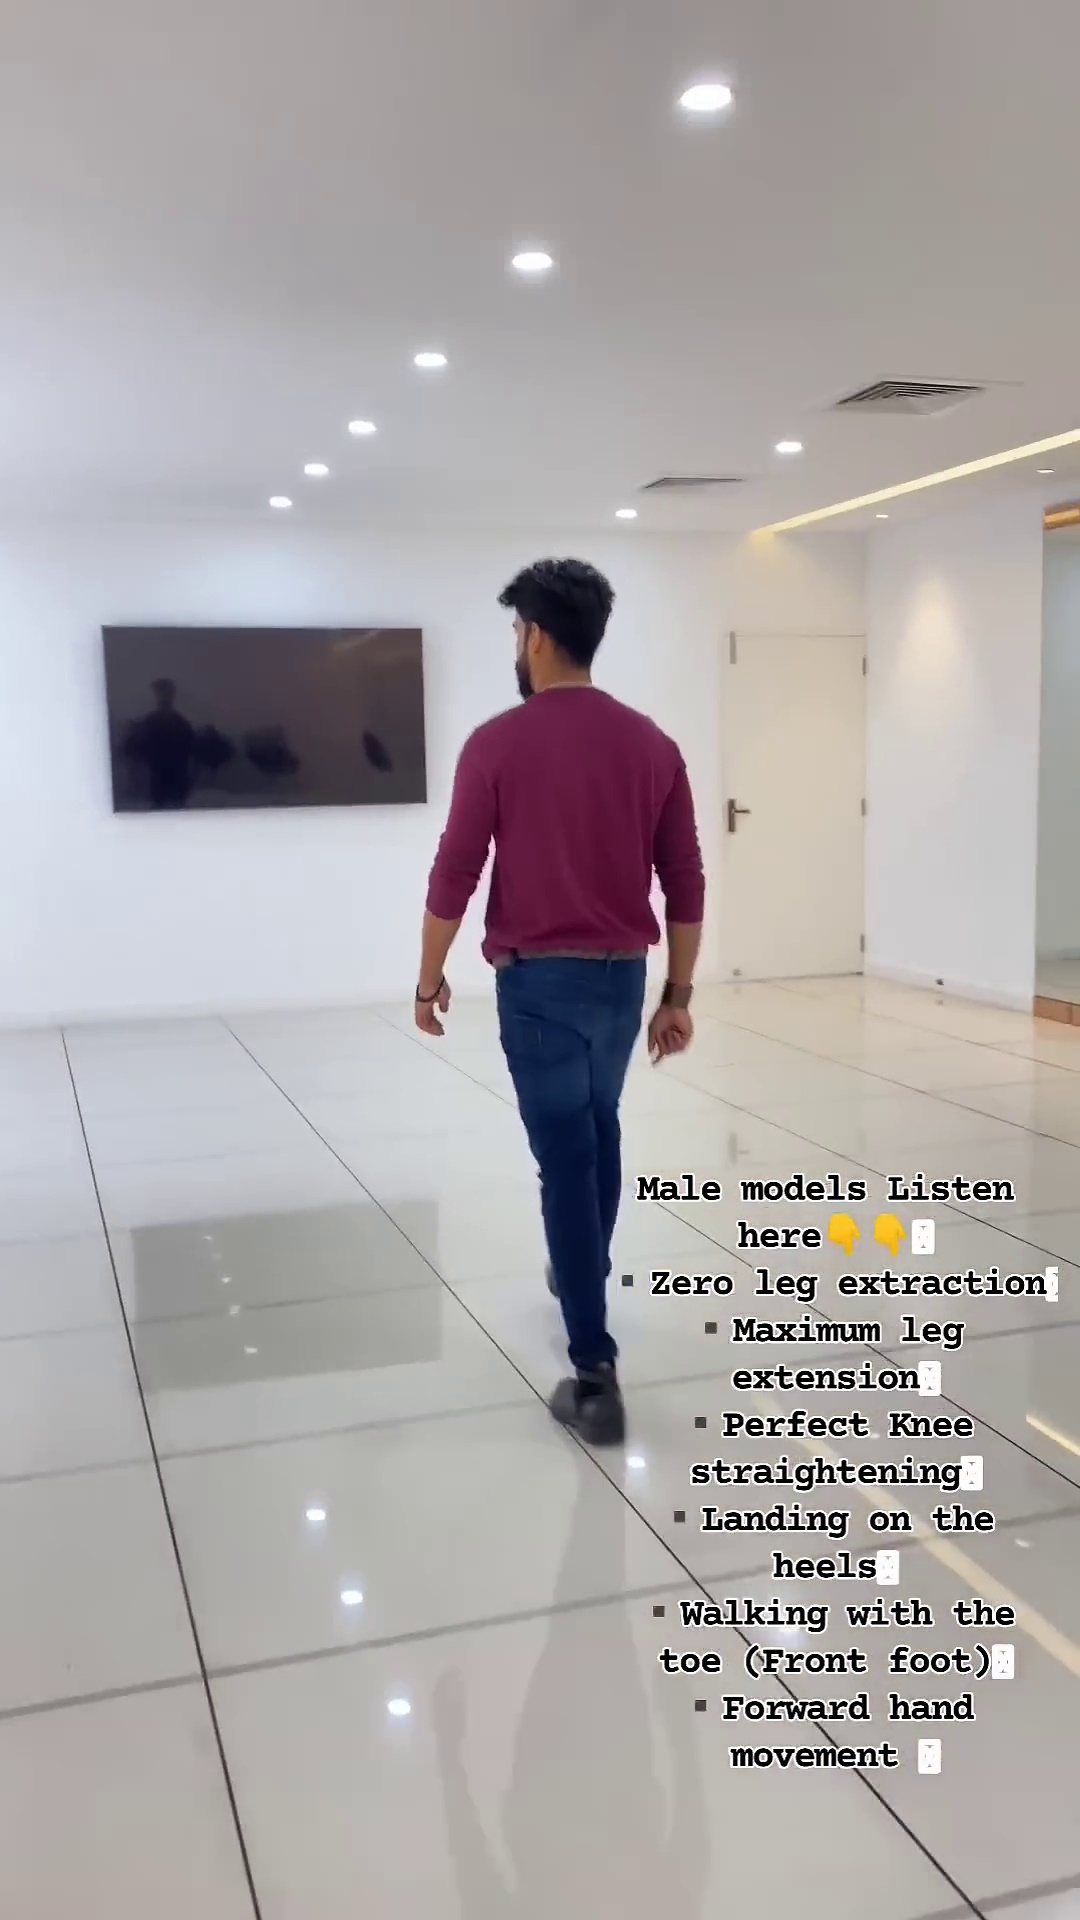 Male models Listen
here👇👇
▪ Zero leg extraction
▪ Maximum leg
extension
▪ Perfect Knee
straightening
▪ Landing on the
heels
▪ Walking with the
toe (Front foot)
▪ Forward hand
movement